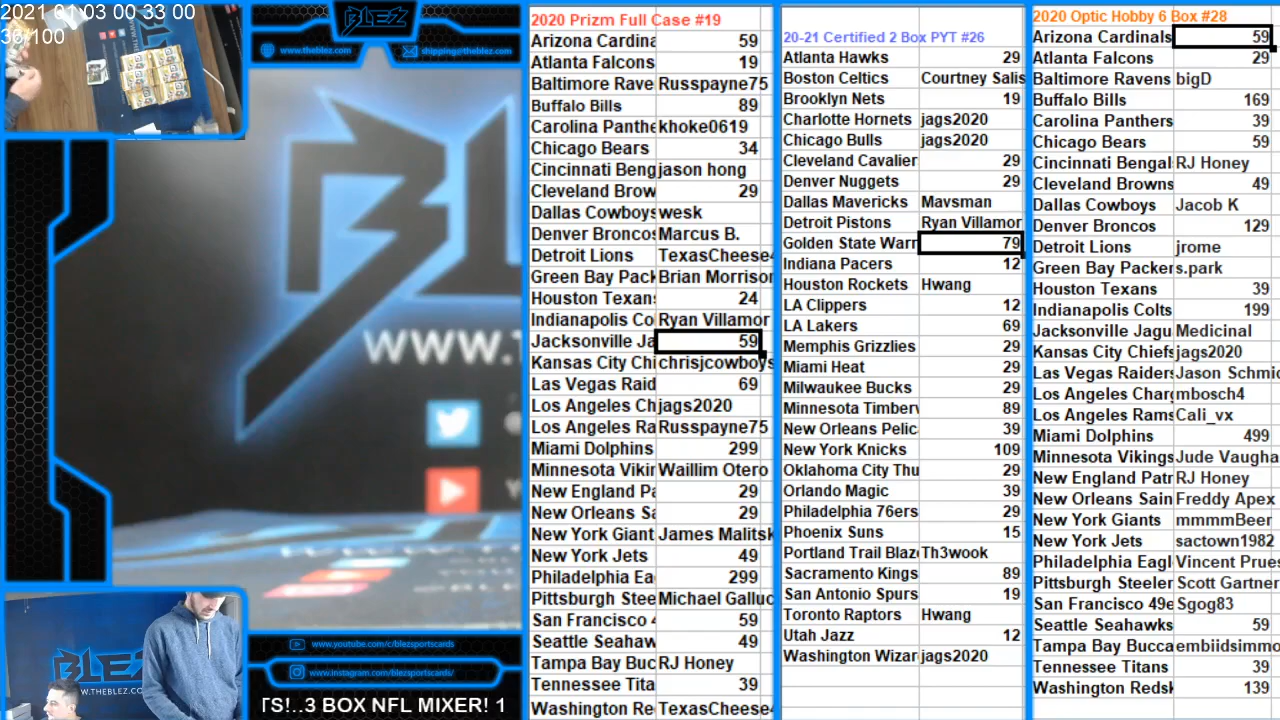 2021 01 03 00 33 00
36/100
BLEZ
www.theblez.com
shipping@theblez.com
WWW.
BLEZ
WWW.THEBLEZ.CO
www.youtube.com/c/blezsportscards
www.instagram.com/blezsportscards/
TS!..3 BOX NFL MIXER! 1
2020 Prizm Full Case #19
Arizona Cardina 59
Atlanta Falcons 19
Baltimore Rave Russpayne75
Buffalo Bills 89
Carolina Panthe khoke0619
Chicago Bears 34
Cincinnati Beng jason hong
Cleveland Brow 29
Dallas Cowboys wesk
Denver Broncos Marcus B.
Detroit Lions TexasCheese4
Green Bay Pack Brian Morrison
Houston Texans 24
Indianapolis Co Ryan Villamor
Jacksonville Ja 59
Kansas City Chi chrisjcowboys
Las Vegas Raid 69
Los Angeles Ch jags2020
Los Angeles Ra Russpayne75
Miami Dolphins 299
Minnesota Vikin Waillim Otero
New England Pa 29
New Orleans Sa 29
New York Giant James Malitsk
New York Jets 49
Philadelphia Ea 299
Pittsburgh Stee Michael Galluc
San Francisco 4 59
Seattle Seahaw 49
Tampa Bay Buc RJ Honey
Tennessee Tita 39
Washington Re TexasCheese4
20-21 Certified 2 Box PYT #26
Atlanta Hawks 29
Boston Celtics Courtney Salis
Brooklyn Nets 19
Charlotte Hornets jags2020
Chicago Bulls jags2020
Cleveland Cavalier 29
Denver Nuggets 29
Dallas Mavericks Mavsman
Detroit Pistons Ryan Villamor
Golden State Warr 79
Indiana Pacers 12
Houston Rockets Hwang
LA Clippers 12
LA Lakers 69
Memphis Grizzlies 29
Miami Heat 29
Milwaukee Bucks 29
Minnesota Timberv 89
New Orleans Pelic 39
New York Knicks 109
Oklahoma City Thu 29
Orlando Magic 39
Philadelphia 76ers 29
Phoenix Suns 15
Portland Trail Blaz Th3wook
Sacramento Kings 89
San Antonio Spurs 19
Toronto Raptors Hwang
Utah Jazz 12
Washington Wizar jags2020
2020 Optic Hobby 6 Box #28
Arizona Cardinals 59
Atlanta Falcons 29
Baltimore Ravens bigD
Buffalo Bills 169
Carolina Panthers 39
Chicago Bears 59
Cincinnati Bengal RJ Honey
Cleveland Browns 49
Dallas Cowboys Jacob K
Denver Broncos 129
Detroit Lions jrome
Green Bay Packer s.park
Houston Texans 39
Indianapolis Colts 199
Jacksonville Jagu Medicinal
Kansas City Chiefs jags2020
Las Vegas Raiders Jason Schmic
Los Angeles Charg mbosch4
Los Angeles Rams Cali_vx
Miami Dolphins 499
Minnesota Vikings Jude Vaugha
New England Patr RJ Honey
New Orleans Sain Freddy Apex
New York Giants mmmmBeer
New York Jets sactown1982
Philadelphia Eagl Vincent Prues
Pittsburgh Steeler Scott Gartner
San Francisco 49e Sgog83
Seattle Seahawks 59
Tampa Bay Bucca embiidsimmo
Tennessee Titans 39
Washington Redsk 139